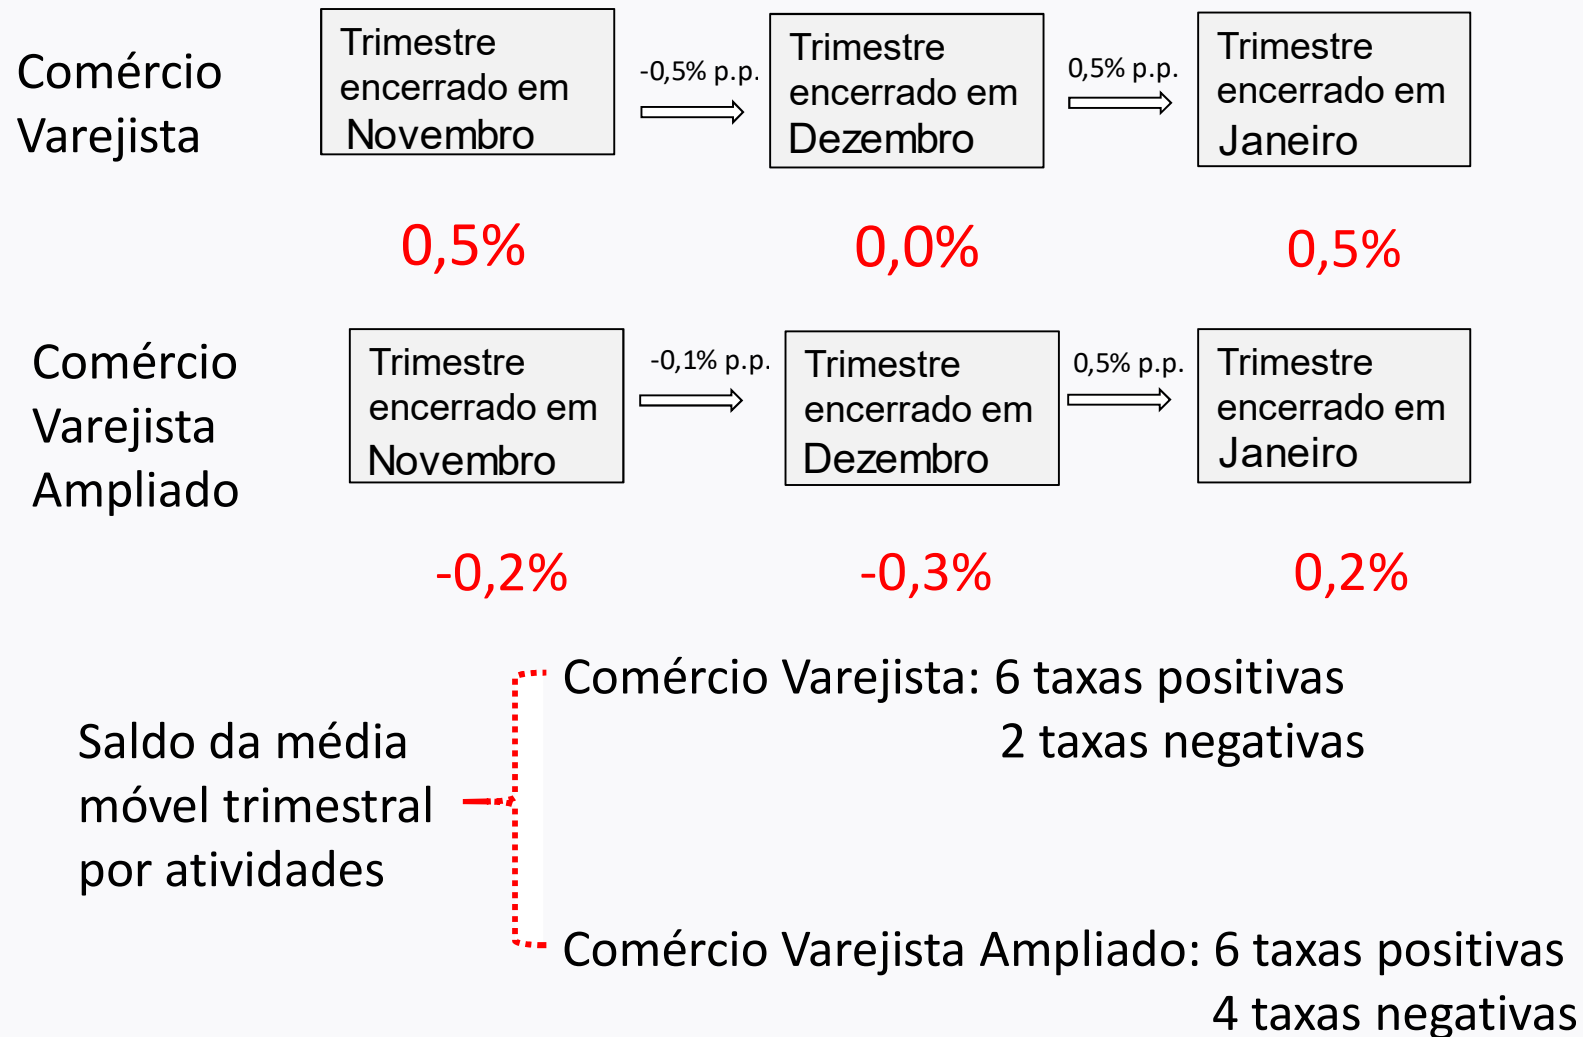 Comércio
Varejista
Trimestre
encerrado em
Novembro
-0,5% p.p.
Trimestre
encerrado em
Dezembro
0,5% p.p.
Trimestre
encerrado em
Janeiro
0,5%
0,0%
0,5%
Comércio
Varejista
Ampliado
Trimestre
encerrado em
Novembro
-0,1% p.p.
Trimestre
encerrado em
Dezembro
0,5% p.p.
Trimestre
encerrado em
Janeiro
-0,2%
-0,3%
0,2%
Saldo da média
móvel trimestral
por atividades
Comércio Varejista: 6 taxas positivas
2 taxas negativas
Comércio Varejista Ampliado: 6 taxas positivas
4 taxas negativas